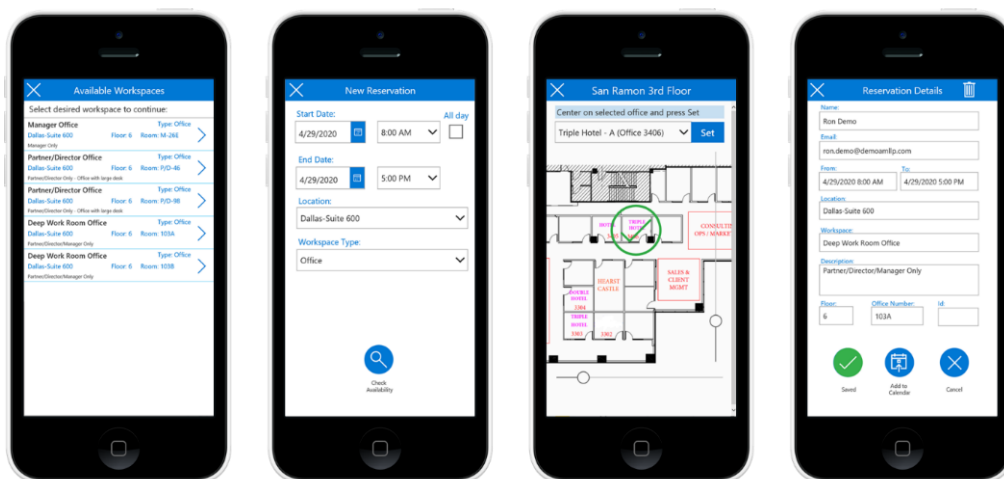 Available Workspaces
Select desired workspace to continue:
Manager Office Type: Office
Dallas-Suite 600 Floor: 6 Room: M-26E
Manager Only
Partner/Director Office Type: Office
Dallas-Suite 600 Floor: 6 Room: P/D-46
Partner/Director Only - Office with large desk
Partner/Director Office Type: Office
Dallas-Suite 600 Floor: 6 Room: P/D-98
Partner/Director Only - Office with large desk
Deep Work Room Office Type: Office
Dallas-Suite 600 Floor: 6 Room: 103A
Partner/Director/Manager Only
Deep Work Room Office Type: Office
Dallas-Suite 600 Floor: 6 Room: 103B
Partner/Director/Manager Only
New Reservation
Start Date: All day
4/29/2020 8:00 AM
End Date:
4/29/2020 5:00 PM
Location:
Dallas-Suite 600
Workspace Type:
Office
Check
Availability
San Ramon 3rd Floor
Center on selected office and press Set
Triple Hotel - A (Office 3406) Set
HOTEL
TRIPLE
HOTEL
CONSULTIN
OPS / MARKET
HEARST
CASTLE
SALES &
CLIENT
MGMT
DOUBLE
HOTEL
3304
TRIPLE
HOTEL
3303 3302
Reservation Details
Name:
Ron Demo
Email:
ron.demo@demoamllp.com
From: To:
4/29/2020 8:00 AM 4/29/2020 5:00 PM
Location:
Dallas-Suite 600
Workspace:
Deep Work Room Office
Description:
Partner/Director/Manager Only
Floor: Office Number: Id:
6 103A
Saved
Add to
Calendar
Cancel